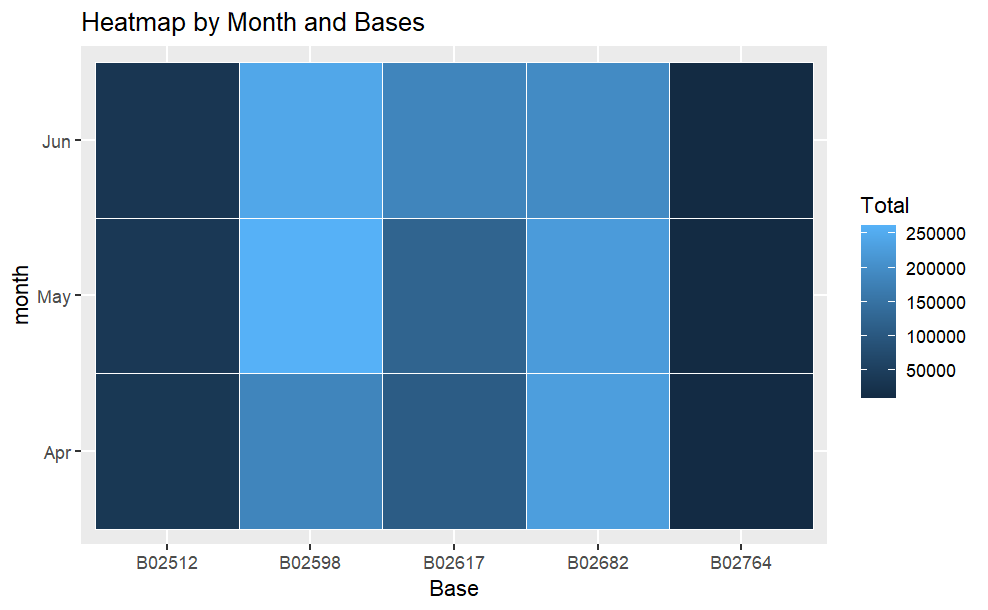 Heatmap by Month and Bases
Jun
May
Apr
month
B02512 B02598 B02617 B02682 B02764
Base
Total
250000
200000
150000
100000
50000